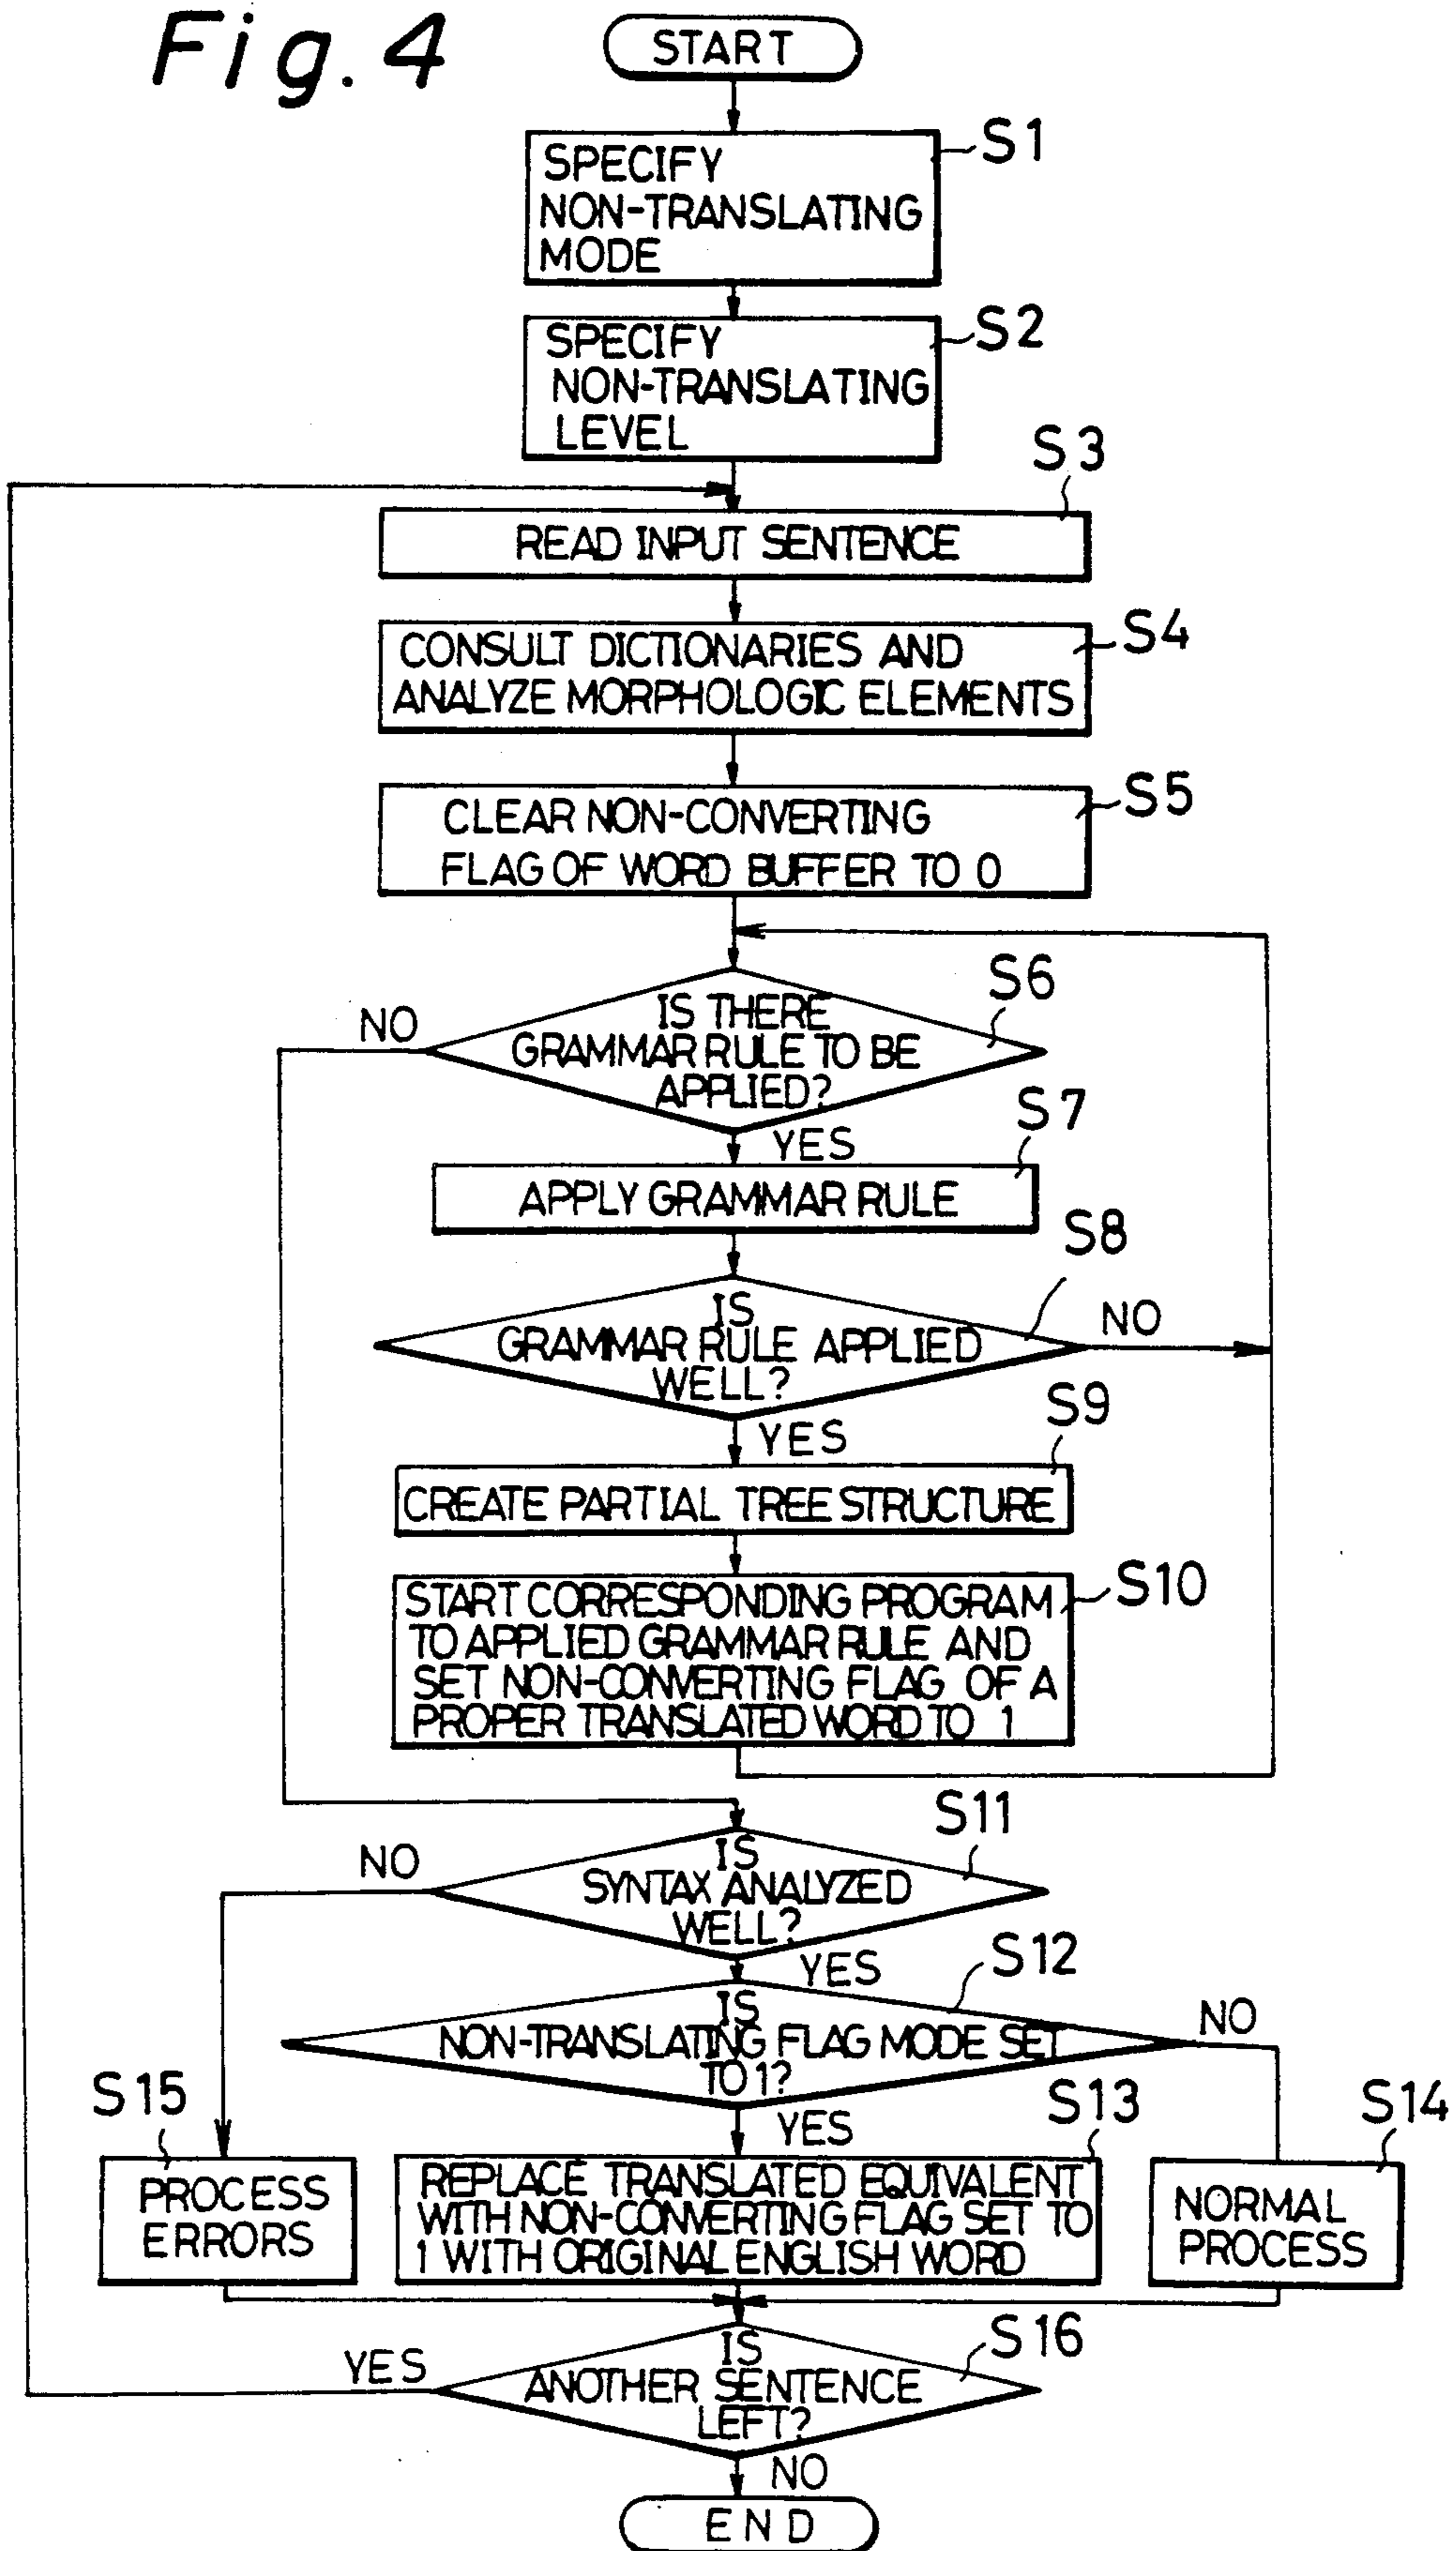 Fig. 4
START
S1
SPECIFY
NON-TRANSLATING
MODE
S2
SPECIFY
NON-TRANSLATING
LEVEL
S3
READ INPUT SENTENCE
S4
CONSULT DICTIONARIES AND
ANALYZE MORPHOLOGIC ELEMENTS
S5
CLEAR NON-CONVERTING
FLAG OF WORD BUFFER TO 0
S6
NO
IS THERE
GRAMMAR RULE TO BE
APPLIED?
YES
S7
APPLY GRAMMAR RULE
S8
IS
GRAMMAR RULE APPLIED
WELL?
NO
YES
S9
CREATE PARTIAL TREE STRUCTURE
S10
START CORRESPONDING PROGRAM
TO APPLIED GRAMMAR RULE AND
SET NON-CONVERTING FLAG OF A
PROPER TRANSLATED WORD TO 1
S11
NO
IS
SYNTAX ANALYZED
WELL?
YES
S12
IS
NON-TRANSLATING FLAG MODE SET
TO 1?
NO
YES
S15
PROCESS
ERRORS
S13
REPLACE TRANSLATED EQUIVALENT
WITH NON-CONVERTING FLAG SET TO
1 WITH ORIGINAL ENGLISH WORD
S14
NORMAL
PROCESS
S16
YES
IS
ANOTHER SENTENCE
LEFT?
NO
END